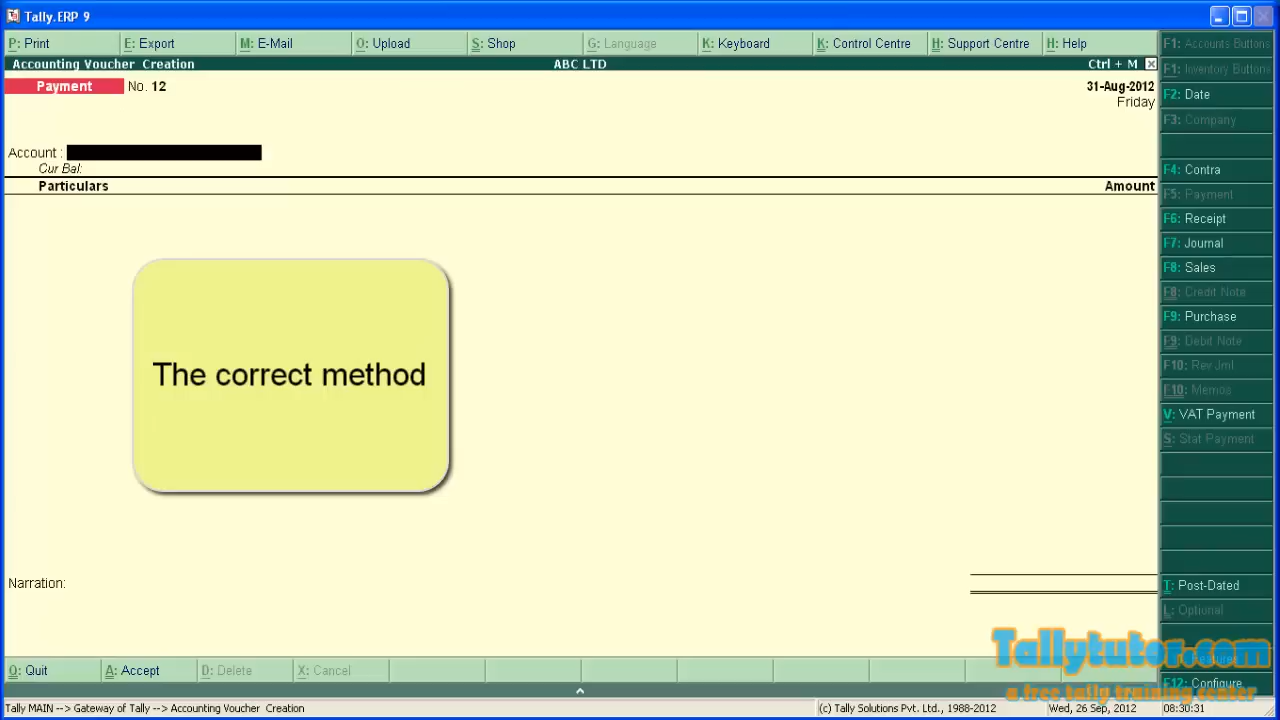 Tally.ERP 9
P: Print E: Export M: E-Mail O: Upload S: Shop G: Language K: Keyboard K: Control Centre H: Support Centre H: Help
Accounting Voucher Creation ABC LTD Ctrl + M
Payment No. 12 31-Aug-2012
Friday
Account :
Cur Bal:
Particulars Amount
The correct method
Narration:
F1: Accounts Buttons
F1: Inventory Buttons
F2: Date
F3: Company
F4: Contra
F5: Payment
F6: Receipt
F7: Journal
F8: Sales
F8: Credit Note
F9: Purchase
F9: Debit Note
F10: Rev Jrnl
F10: Memos
V: VAT Payment
S: Stat Payment
T: Post-Dated
L: Optional
F12: Configure
Tallytutor.com
a free tally training center
Q: Quit A: Accept D: Delete X: Cancel
Tally MAIN --> Gateway of Tally --> Accounting Voucher Creation (c) Tally Solutions Pvt. Ltd., 1988-2012 Wed, 26 Sep, 2012 08:30:31